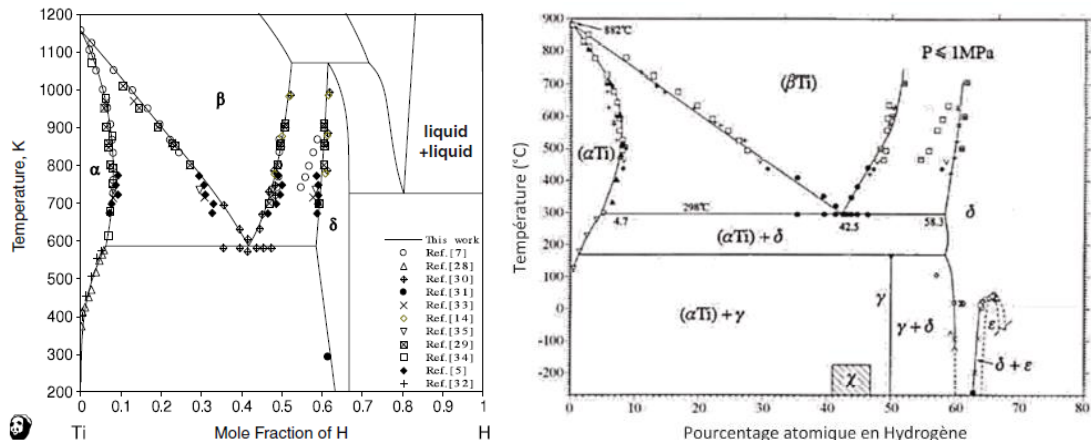 1200
1100
1000
900
800
700
600
500
400
300
200
Temperature, K
α
β
δ
liquid
+liquid
This work
Ref.[7]
Ref.[28]
Ref.[30]
Ref.[31]
Ref.[33]
Ref.[14]
Ref.[35]
Ref.[29]
Ref.[34]
Ref.[5]
Ref.[32]
0 0.1 0.2 0.3 0.4 0.5 0.6 0.7 0.8 0.9 1
Ti Mole Fraction of H H
900
800
700
600
500
400
300
200
100
0
-100
-200
Température (°C)
882°C
P ⩽ 1MPa
(βTi)
(αTi)
δ
298°C
4.7
42.5
58.3
(αTi) + δ
(αTi) + γ
γ
γ + δ
ε
δ + ε
χ
0 10 20 30 40 50 60 70 80
Pourcentage atomique en Hydrogène